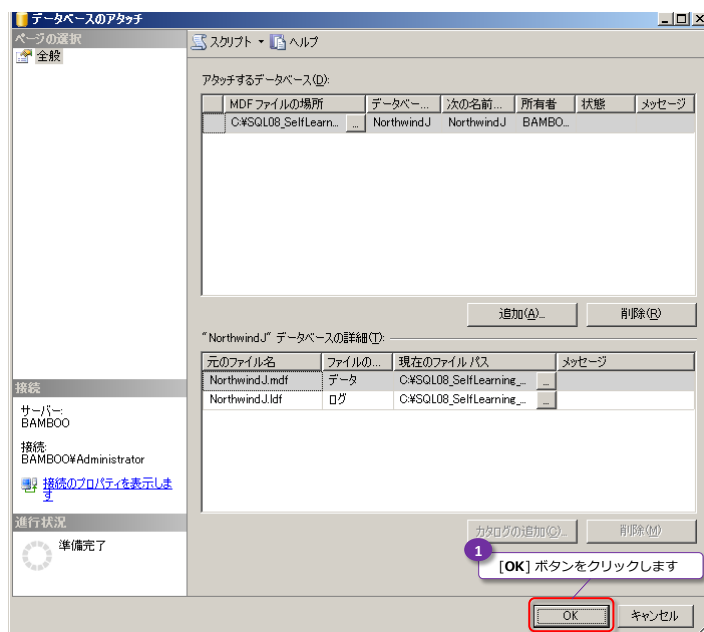 データベースのアタッチ
ページの選択
全般
スクリプト ヘルプ
アタッチするデータベース(D):
MDF ファイルの場所 データベー... 次の名前... 所有者 状態 メッセージ
C:¥SQL08_SelfLearn... ... NorthwindJ NorthwindJ BAMBO...
追加(A)... 削除(R)
"NorthwindJ" データベースの詳細(T):
元のファイル名 ファイルの... 現在のファイル パス メッセージ
NorthwindJ.mdf データ C:¥SQL08_SelfLearning_... ...
NorthwindJ.ldf ログ C:¥SQL08_SelfLearning_... ...
接続
サーバー:
BAMBOO
接続:
BAMBOO¥Administrator
接続のプロパティを表示しま
す
進行状況
準備完了
カタログの追加(C)... 削除(M)
1
[OK] ボタンをクリックします
OK キャンセル